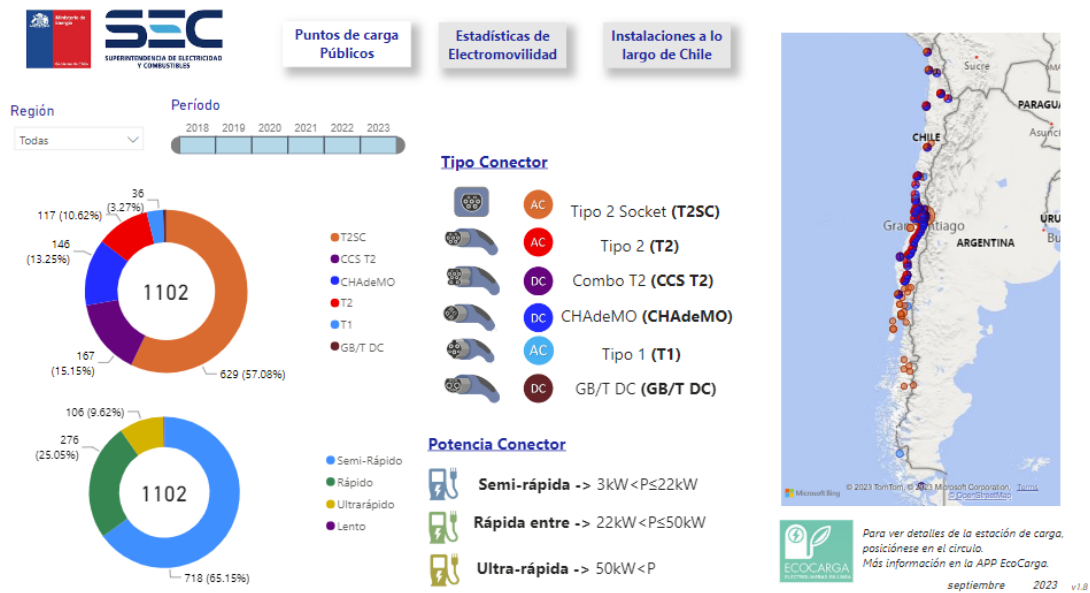 Ministerio de
Energía
Gobierno de Chile
SEC
SUPERINTENDENCIA DE ELECTRICIDAD
Y COMBUSTIBLES
Puntos de carga
Públicos
Estadísticas de
Electromovilidad
Instalaciones a lo
largo de Chile
Región
Todas
Período
2018 2019 2020 2021 2022 2023
36
(3.27%)
117 (10.62%)
146
(13.25%)
167
(15.15%)
629 (57.08%)
1102
T2SC
CCS T2
CHAdeMO
T2
T1
GB/T DC
106 (9.62%)
276
(25.05%)
718 (65.15%)
1102
Semi-Rápido
Rápido
Ultrarápido
Lento
Tipo Conector
AC Tipo 2 Socket (T2SC)
AC Tipo 2 (T2)
DC Combo T2 (CCS T2)
DC CHAdeMO (CHAdeMO)
AC Tipo 1 (T1)
DC GB/T DC (GB/T DC)
Potencia Conector
Semi-rápida -> 3kW<P≤22kW
Rápida entre -> 22kW<P≤50kW
Ultra-rápida -> 50kW<P
Sucre
PARAGUA
Asunci
CHILE
Gran Santiago
ARGENTINA
URU
Bu
Microsoft Bing
© 2023 TomTom, © 2023 Microsoft Corporation, Terms
© OpenStreetMap
ECOCARGA
Para ver detalles de la estación de carga,
posiciónese en el circulo.
Más información en la APP EcoCarga.
septiembre 2023 v1.8